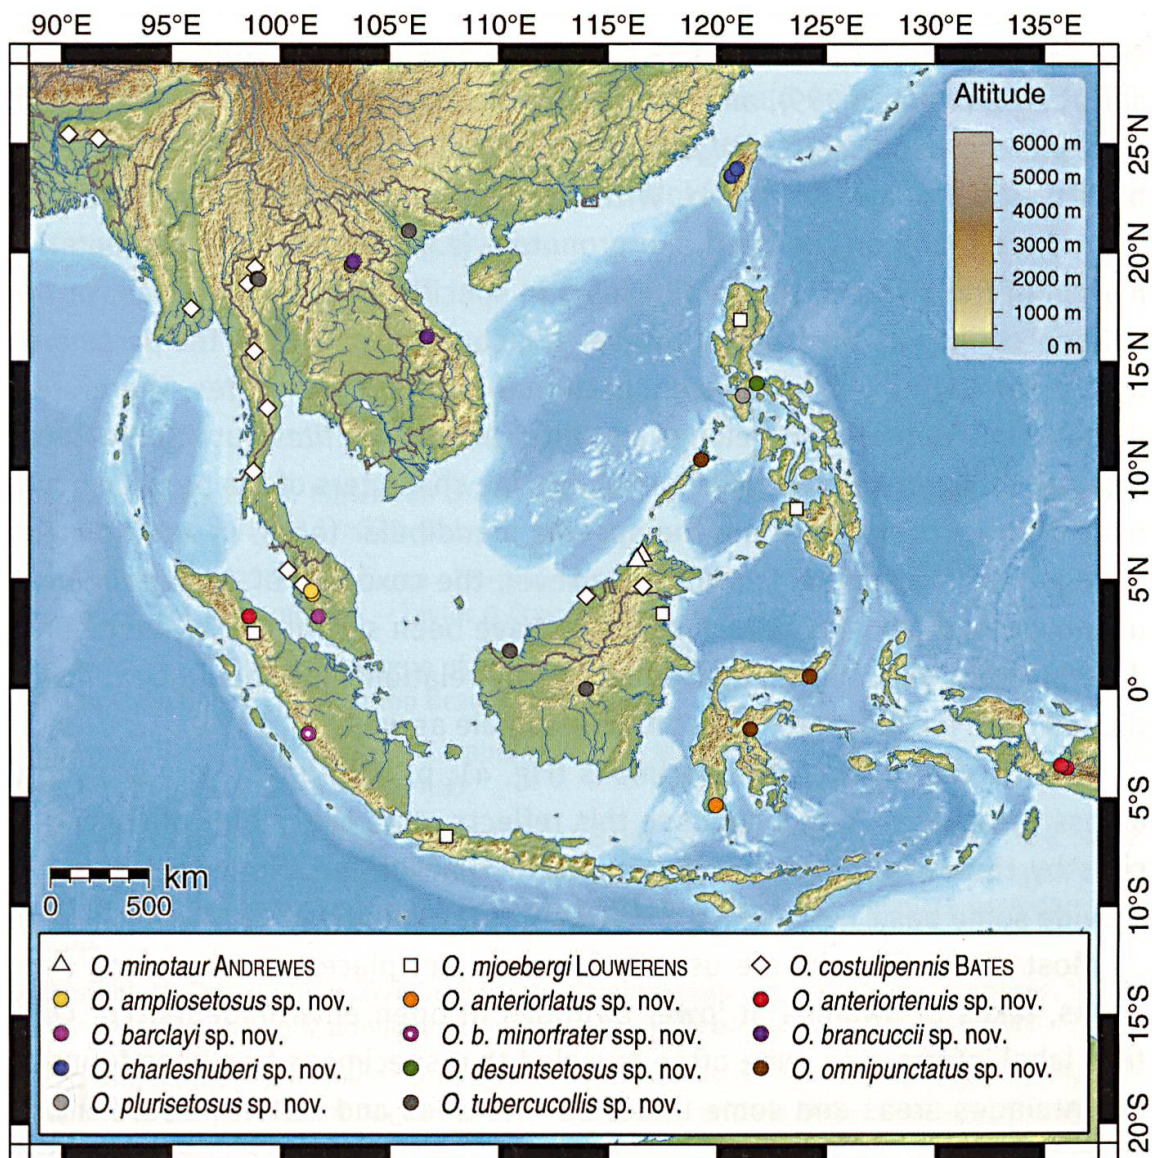 90°E 95°E 100°E 105°E 110°E 115°E 120°E 125°E 130°E 135°E
Altitude
6000 m
5000 m
4000 m
3000 m
2000 m
1000 m
0 m
25°N
20°N
15°N
10°N
5°N
0°
5°S
10°S
15°S
20°S
km
0 500
O. minotaur ANDREWES O. mjoebergi LOUWERENS O. costulipennis BATES
O. ampliosetosus sp. nov. O. anteriorlatus sp. nov. O. anteriortenuis sp. nov.
O. barclayi sp. nov. O. b. minorfrater ssp. nov. O. brancuccii sp. nov.
O. charleshuberi sp. nov. O. desuntsetosus sp. nov. O. omnipunctatus sp. nov.
O. plurisetosus sp. nov. O. tubercucollis sp. nov.